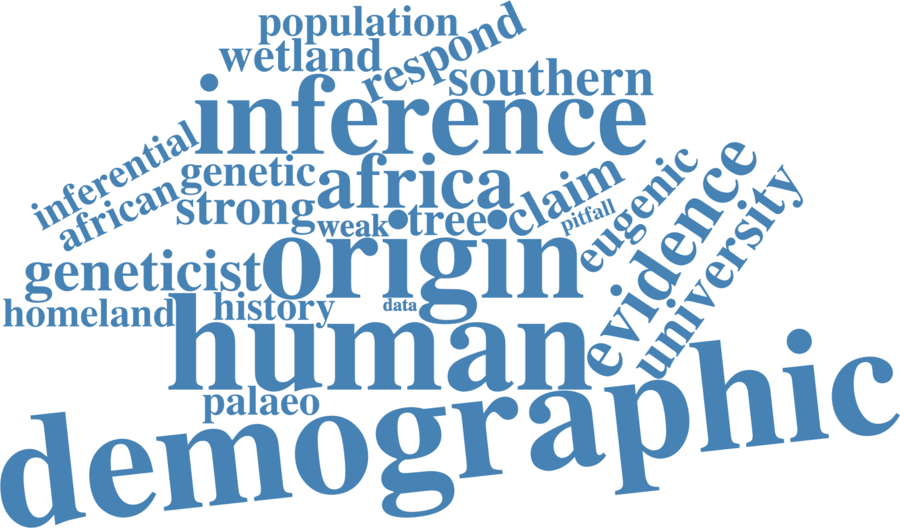 population
wetland
respond
southern
inference
inferential
genetic
africa
claim
african
strong
weak
tree
pitfall
eugenic
evidence
university
origin
geneticist
homeland
history
data
human
palaeo
demographic